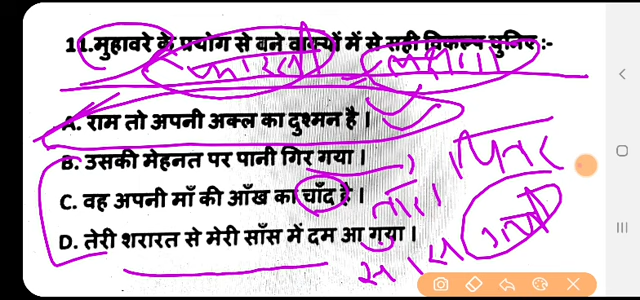 11.मुहावरे के प्रयोग से बने वाक्यों में से सही विकल्प चुनिए :-
A. राम तो अपनी अक्ल का दुश्मन है।
B. उसकी मेहनत पर पानी गिर गया।
C. वह अपनी माँ की आँख का चाँद है।
D. तेरी शरारत से मेरी साँस में दम आ गया।